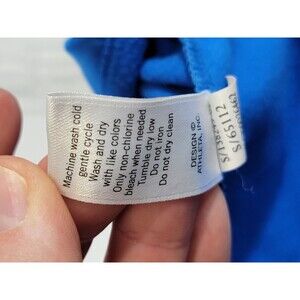 Machine wash cold
gentle cycle
Wash and dry
with like colors
Only non-chlorine
bleach when needed
Tumble dry low
Do not iron
Do not dry clean
DESIGN ©
ATHLETA, INC.